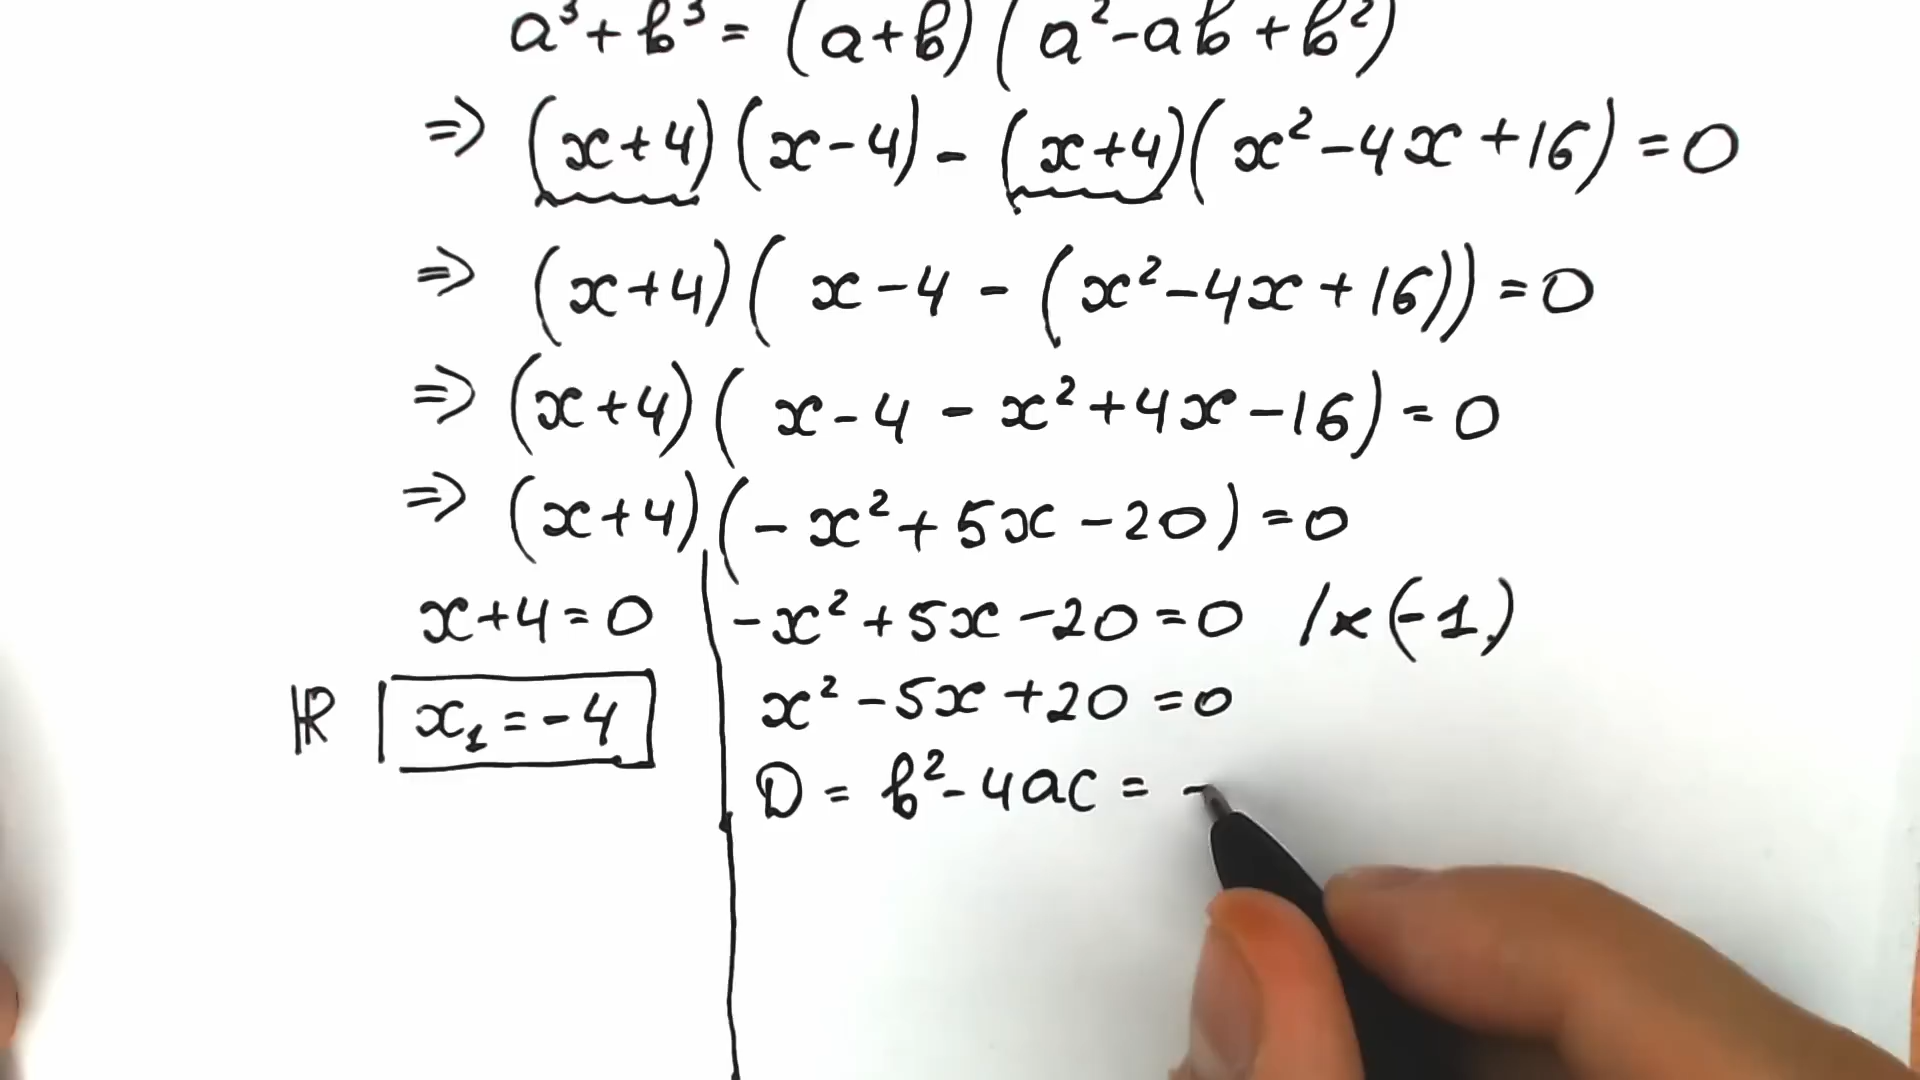 a³+b³=(a+b)(a²-ab+b²)
⇒ (x+4)(x-4)-(x+4)(x²-4x+16)=0
⇒ (x+4)(x-4-(x²-4x+16))=0
⇒ (x+4)(x-4-x²+4x-16)=0
⇒ (x+4)(-x²+5x-20)=0
x+4=0
ℝ | x₁=-4
-x²+5x-20=0 /×(-1)
x²-5x+20=0
D=b²-4ac=-